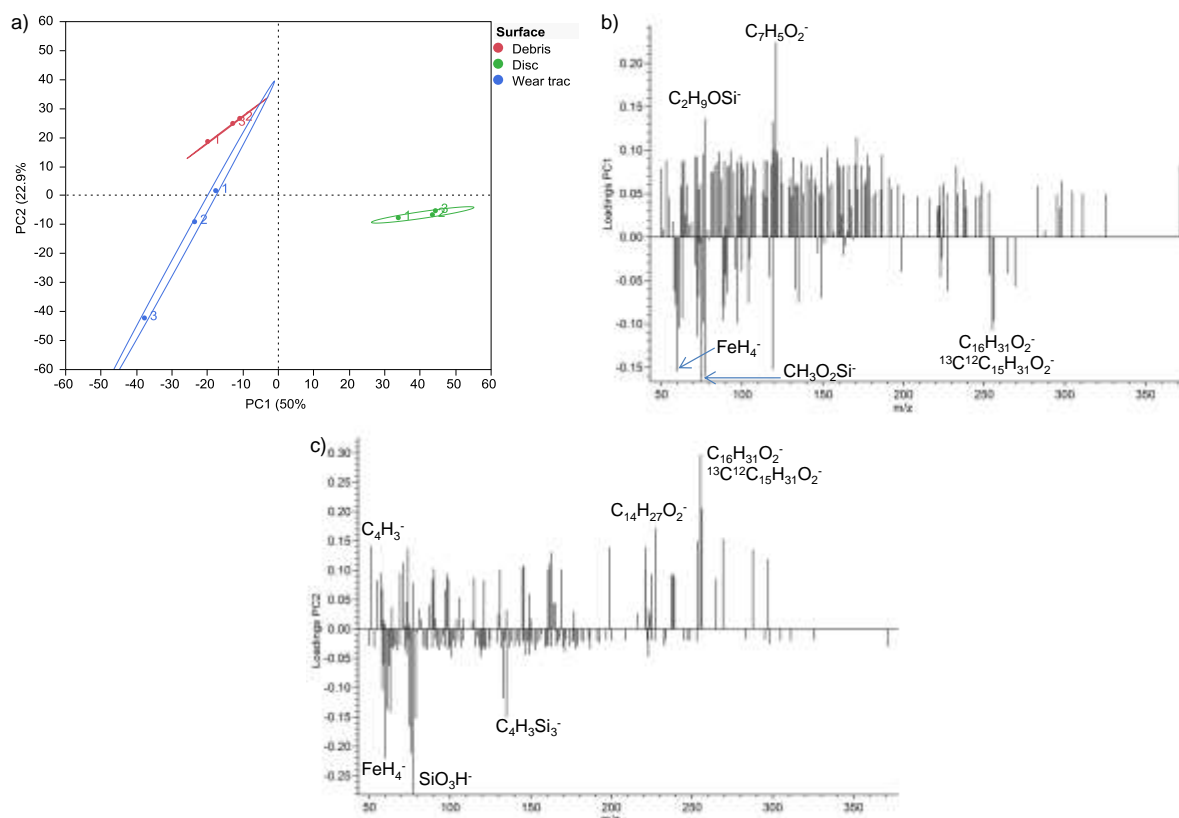 a)
60
50
40
30
20
10
0
-10
-20
-30
-40
-50
-60
PC2 (22.9%
-60 -50 -40 -30 -20 -10 0 10 20 30 40 50 60
PC1 (50%
1
3
2
1
2
3
1
2
3
Surface
Debris
Disc
Wear trac
b)
C₇H₅O₂⁻
C₂H₉OSi⁻
0.20
0.15
0.10
0.05
0.00
-0.05
-0.10
-0.15
Loadings PC1
FeH₄⁻
CH₃O₂Si⁻
C₁₆H₃₁O₂⁻
¹³C¹²C₁₅H₃₁O₂⁻
50 100 150 200 250 300 350
m/z
c)
0.30
0.25
0.20
0.15
0.10
0.05
0.00
-0.05
-0.10
-0.15
-0.20
-0.25
Loadings PC2
C₁₆H₃₁O₂⁻
¹³C¹²C₁₅H₃₁O₂⁻
C₁₄H₂₇O₂⁻
C₄H₃⁻
C₄H₃Si₃⁻
FeH₄⁻
SiO₃H⁻
50 100 150 200 250 300 350
m/z